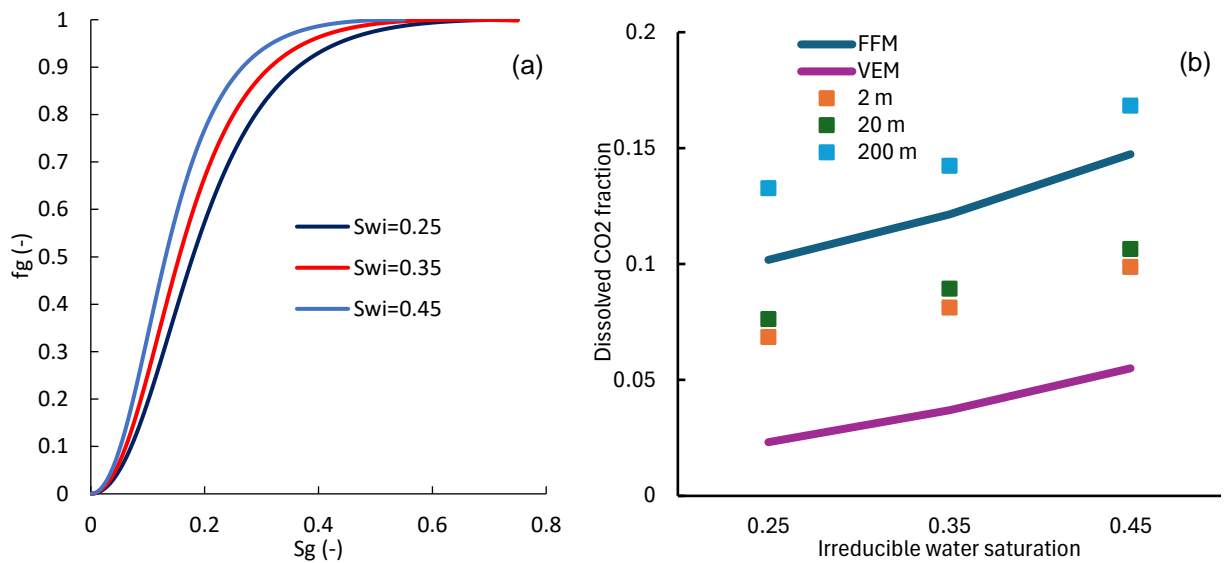 (a)
1
0.9
0.8
0.7
0.6
0.5
0.4
0.3
0.2
0.1
0
fg (-)
Swi=0.25
Swi=0.35
Swi=0.45
0
0.2
0.4
0.6
0.8
Sg (-)
(b)
0.2
0.15
0.1
0.05
0
Dissolved CO2 fraction
FFM
VEM
2 m
20 m
200 m
0.25
0.35
0.45
Irreducible water saturation